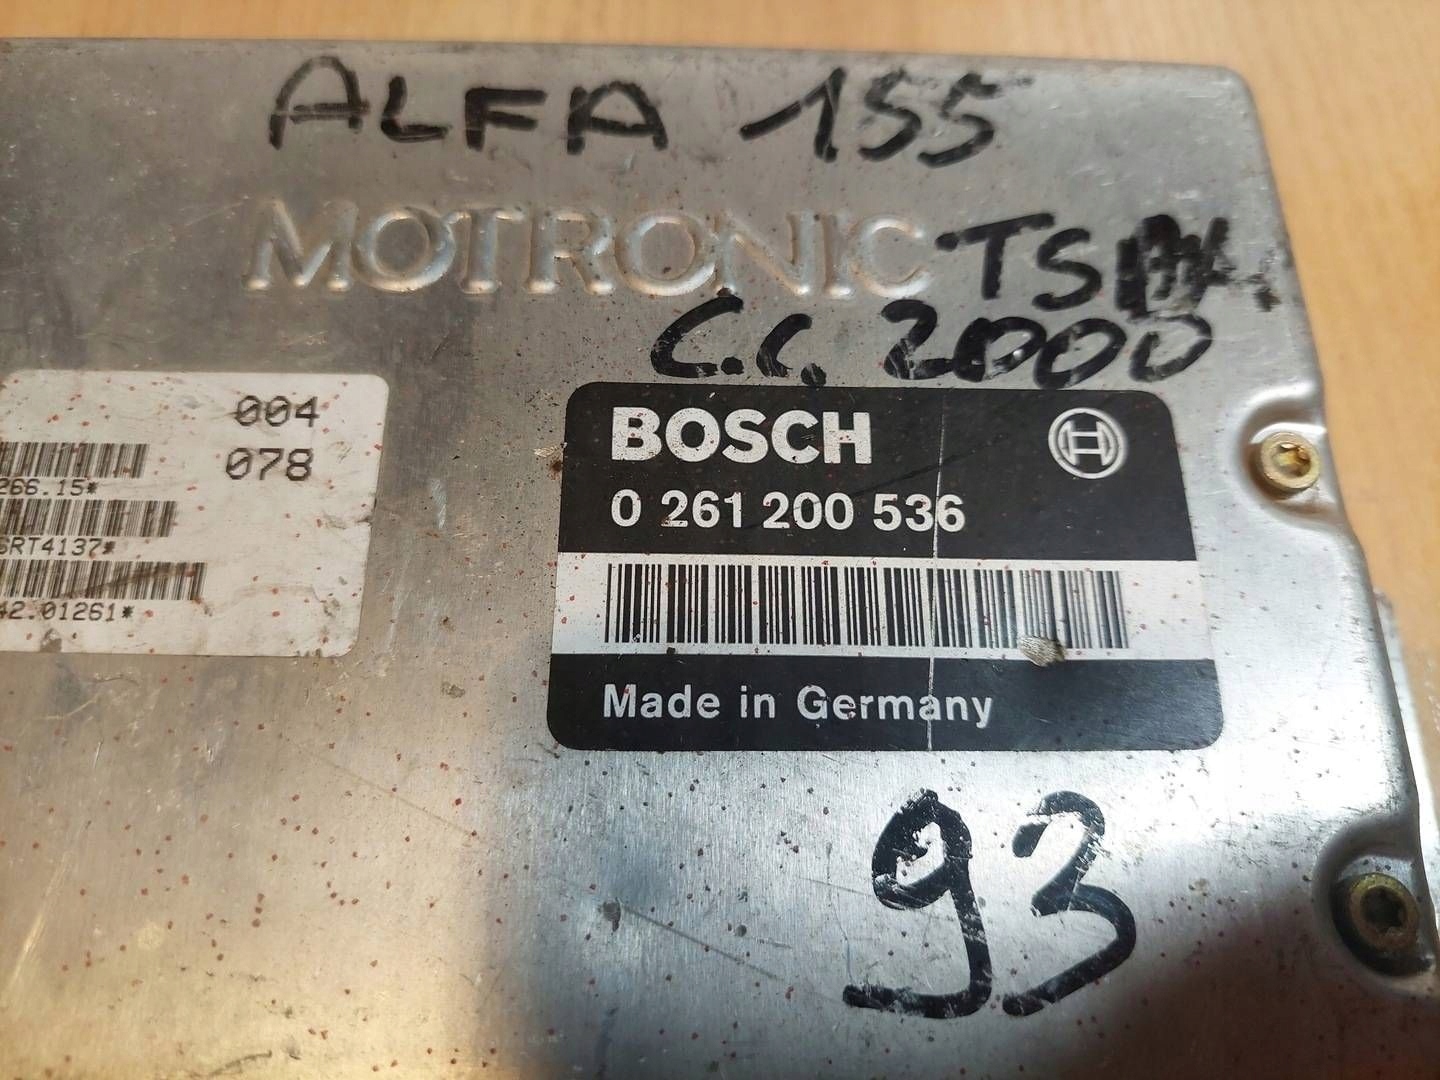 ALFA 155
MOTRONIC
C.C. 2000
004
078
266.15*
SRT4137*
42.01261*
BOSCH
0 261 200 536
Made in Germany
93